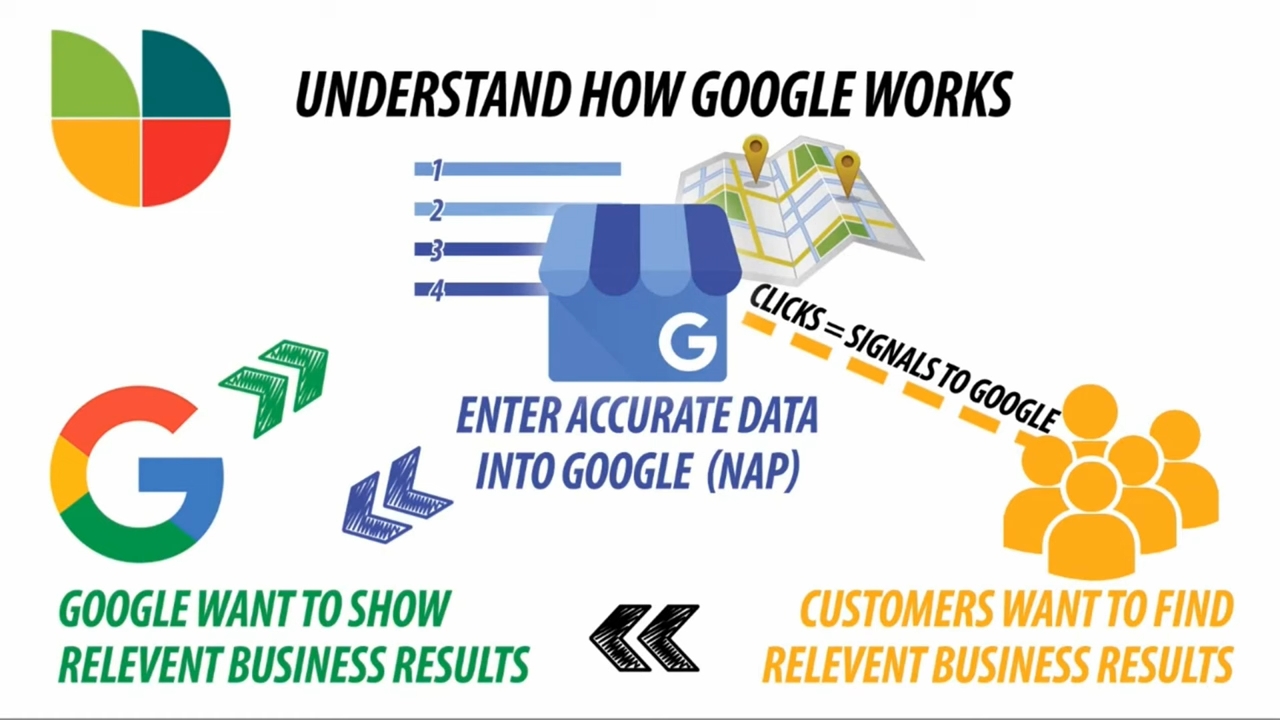 UNDERSTAND HOW GOOGLE WORKS
1
2
3
4
G
CLICKS = SIGNALS TO GOOGLE
ENTER ACCURATE DATA
INTO GOOGLE (NAP)
G
GOOGLE WANT TO SHOW
RELEVENT BUSINESS RESULTS
CUSTOMERS WANT TO FIND
RELEVENT BUSINESS RESULTS